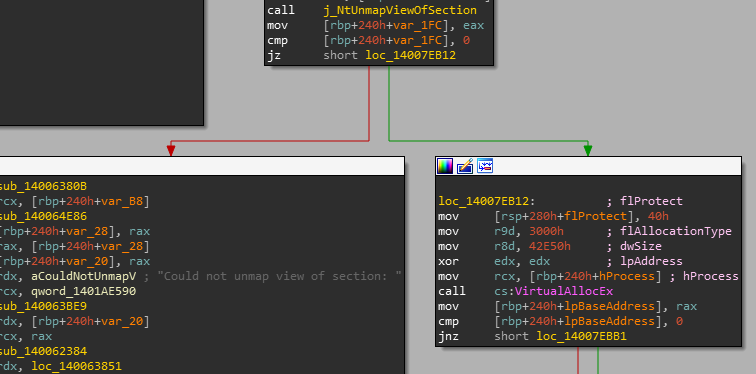 call j_NtUnmapViewOfSection
mov [rbp+240h+var_1FC], eax
cmp [rbp+240h+var_1FC], 0
jz short loc_14007EB12
sub_14006380B
rcx, [rbp+240h+var_B8]
sub_140064E86
[rbp+240h+var_28], rax
rax, [rbp+240h+var_28]
[rbp+240h+var_20], rax
rdx, aCouldNotUnmapV ; "Could not unmap view of section: "
rcx, qword_1401AE590
sub_140063BE9
rdx, [rbp+240h+var_20]
rcx, rax
sub_140062384
rdx, loc_140063851
loc_14007EB12: ; flProtect
mov [rsp+280h+flProtect], 40h
mov r9d, 3000h ; flAllocationType
mov r8d, 42E50h ; dwSize
xor edx, edx ; lpAddress
mov rcx, [rbp+240h+hProcess] ; hProcess
call cs:VirtualAllocEx
mov [rbp+240h+lpBaseAddress], rax
cmp [rbp+240h+lpBaseAddress], 0
jnz short loc_14007EBB1